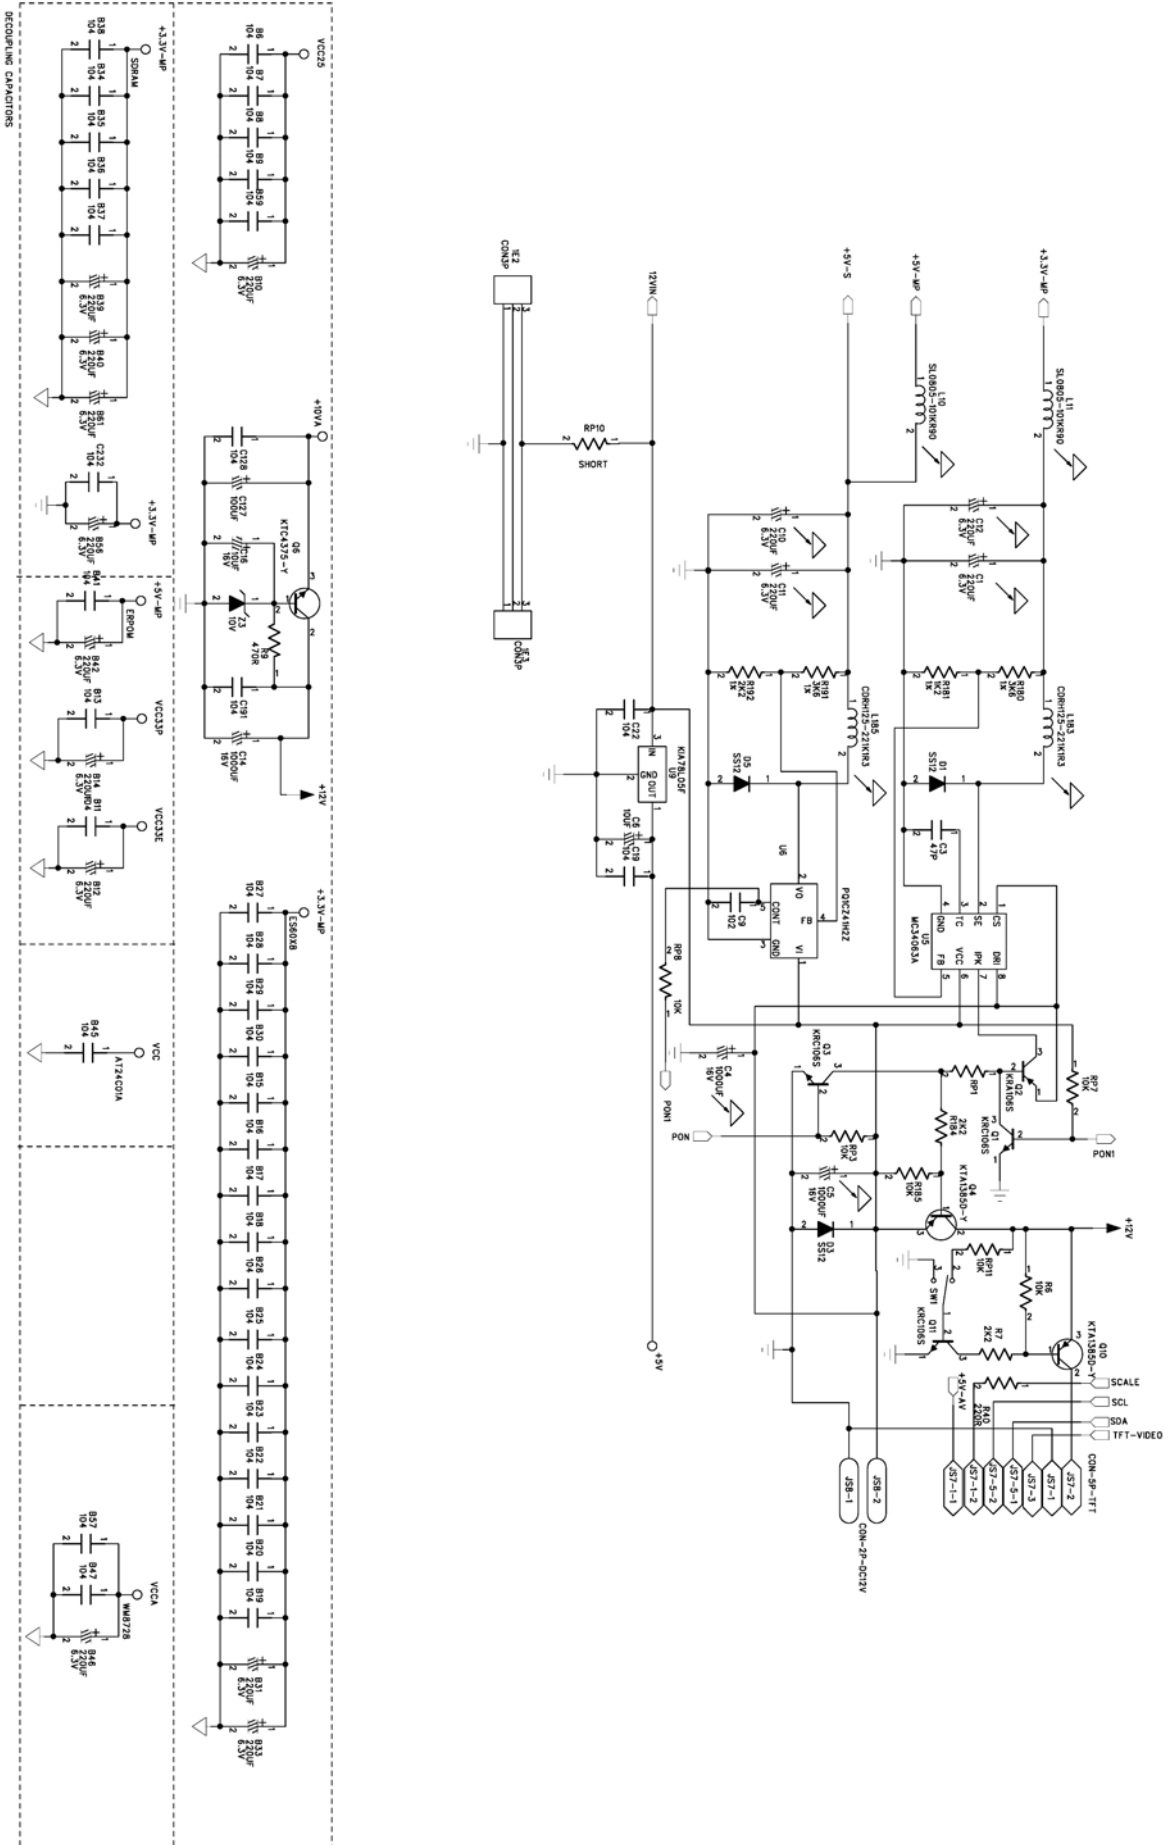 DECOUPLING CAPACITORS
+3.3V-MP
SDRAM
B38
104
B34
104
B35
104
B36
104
B37
104
B39
220UF
6.3V
B40
220UF
6.3V
B61
220UF
6.3V
C232
104
+3.3V-MP
B56
220UF
6.3V
+5V-MP
ERPOM
B41
104
B42
220UF
6.3V
VCC33P
B13
104
B14
220UF
VCC33E
B11
104
B12
220UF
6.3V
VCC
AT24C01A
B45
104
VCCA
WM8728
B57
104
B47
104
B46
220UF
6.3V
VCC25
B6
104
B7
104
B8
104
B9
104
B59
104
B10
220UF
6.3V
+10VA
C128
104
C127
100UF
C16
10UF
16V
Q6
KTC4375-Y
Z3
10V
R9
470R
C191
104
C14
1000UF
16V
+12V
+3.3V-MP
ES60X8
B27
104
B28
104
B29
104
B30
104
B15
104
B16
104
B17
104
B18
104
B26
104
B25
104
B24
104
B23
104
B22
104
B21
104
B20
104
B19
104
B31
220UF
6.3V
B33
220UF
6.3V
1E2
CON3P
1E3
CON3P
12VIN
RP10
SHORT
+5V-S
+5V-MP
+3.3V-MP
L10
SL0805-101KR90
L11
SL0805-101KR90
C10
220UF
6.3V
C11
220UF
6.3V
C12
220UF
6.3V
C1
220UF
6.3V
R192
2K2
1%
R191
3K6
1%
R181
1K2
1%
R180
3K6
1%
L185
CDRH125-221K1R3
L183
CDRH125-221K1R3
D5
SS12
D1
SS12
C22
104
IN
GND
OUT
KIA78L05F
U9
C6
10UF
C19
104
U6
PQ1CZ41H2Z
VO
CONT
FB
GND
VI
C9
102
C3
47P
CS
SE
TC
GND
DRI
IPK
VCC
FB
U5
MC34063A
RP8
10K
PON1
C4
1000UF
16V
Q3
KRC106S
PON
RP3
10K
C5
1000UF
16V
D3
SS12
RP1
R184
2K2
R185
10K
Q4
KTA1385D-Y
Q2
KRA106S
Q1
KRC106S
RP7
10K
PON1
+12V
RP11
10K
SW1
Q11
KRC106S
R6
10K
R7
2K2
Q10
KTA1385D-Y
+5V
+5V-AV
R40
220R
SCALE
SCL
SDA
TFT-VIDEO
JS7-1-1
JS7-1-2
JS7-5-2
JS7-5-1
JS7-3
JS7-1
JS7-2
CON-5P-TFT
JS8-1
JS8-2
CON-2P-DC12V